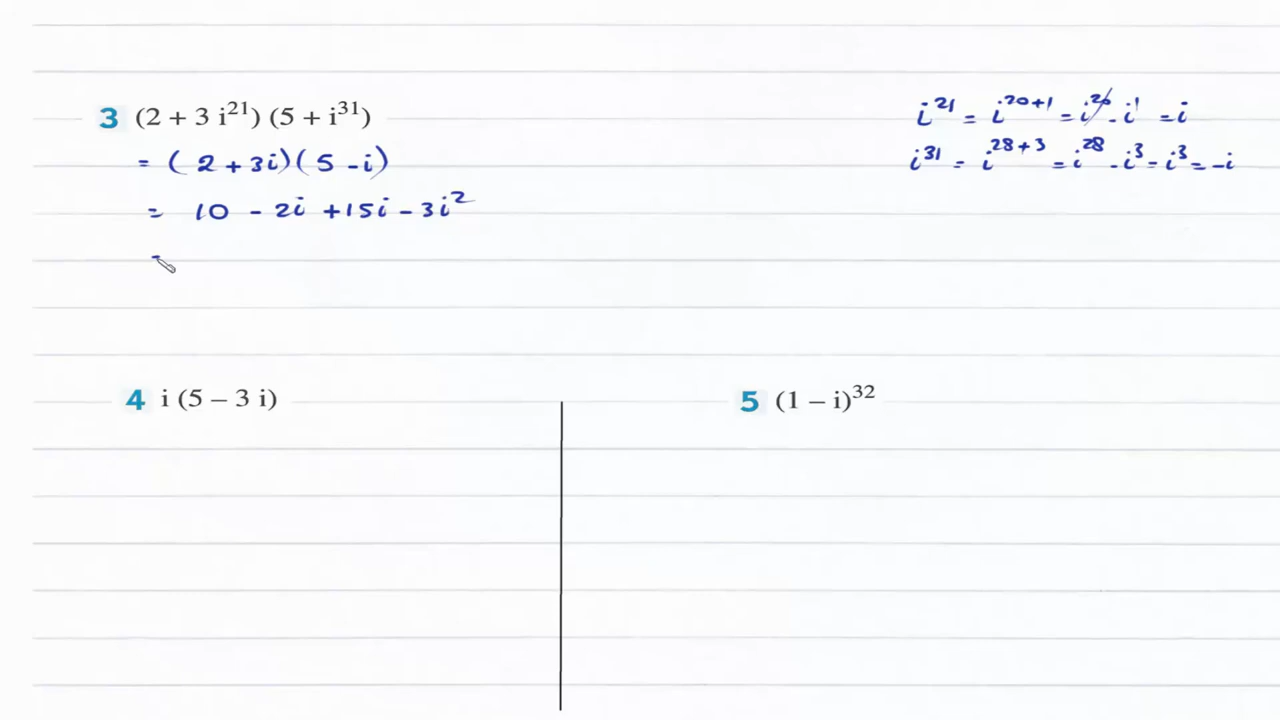 3 (2 + 3 i²¹) (5 + i³¹)
= (2 + 3i)(5 - i)
= 10 - 2i + 15i - 3i²
=
i²¹ = i²⁰⁺¹ = i²⁰ . i¹ = i
i³¹ = i²⁸⁺³ = i²⁸ . i³ = i³ = -i
4 i (5 – 3 i)
5 (1 – i)³²